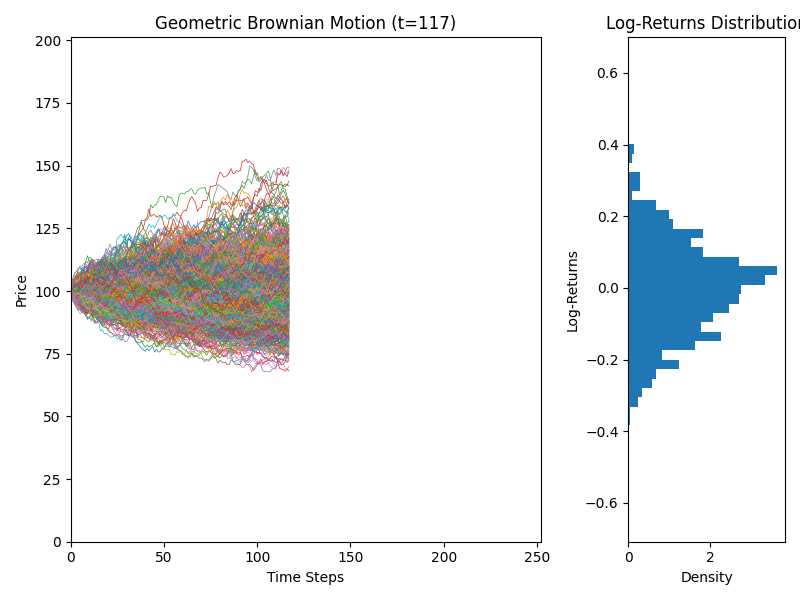 Geometric Brownian Motion (t=117)
Log-Returns Distribution
200
175
150
125
100
75
50
25
0
Price
0 50 100 150 200 250
Time Steps
0.6
0.4
0.2
0.0
−0.2
−0.4
−0.6
Log-Returns
0 2
Density